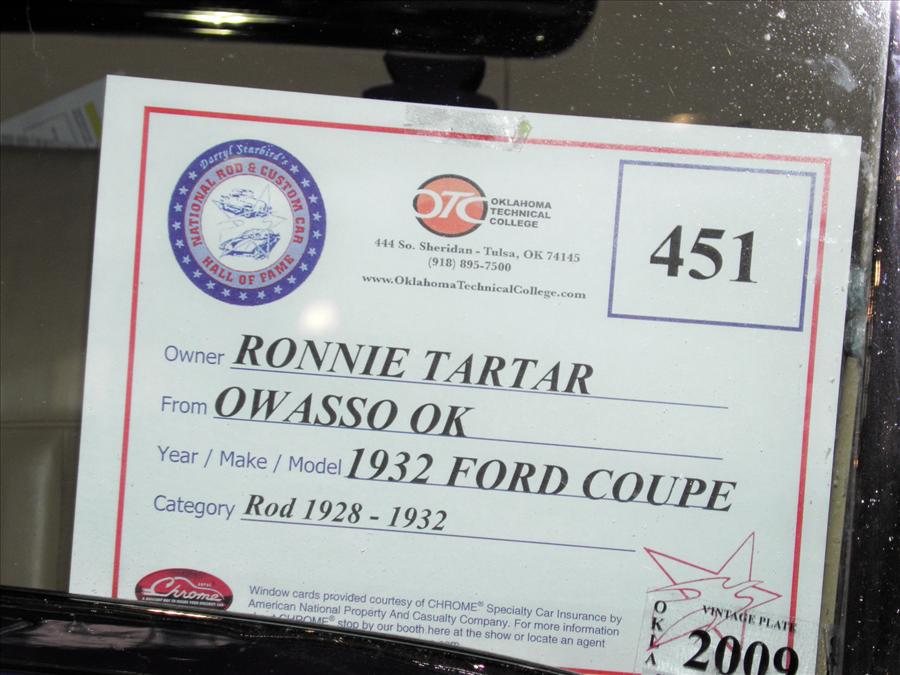 Darryl Starbird's
NATIONAL ROD & CUSTOM CAR
HALL OF FAME
OTC OKLAHOMA
TECHNICAL
COLLEGE
444 So. Sheridan - Tulsa, OK 74145
(918) 895-7500
www.OklahomaTechnicalCollege.com
451
Owner RONNIE TARTAR
From OWASSO OK
Year / Make / Model 1932 FORD COUPE
Category Rod 1928 - 1932
Chrome
Window cards provided courtesy of CHROME® Specialty Car Insurance by
American National Property And Casualty Company. For more information
CHROME® stop by our booth here at the show or locate an agent
OKLA
VINTAGE PLATE
2009